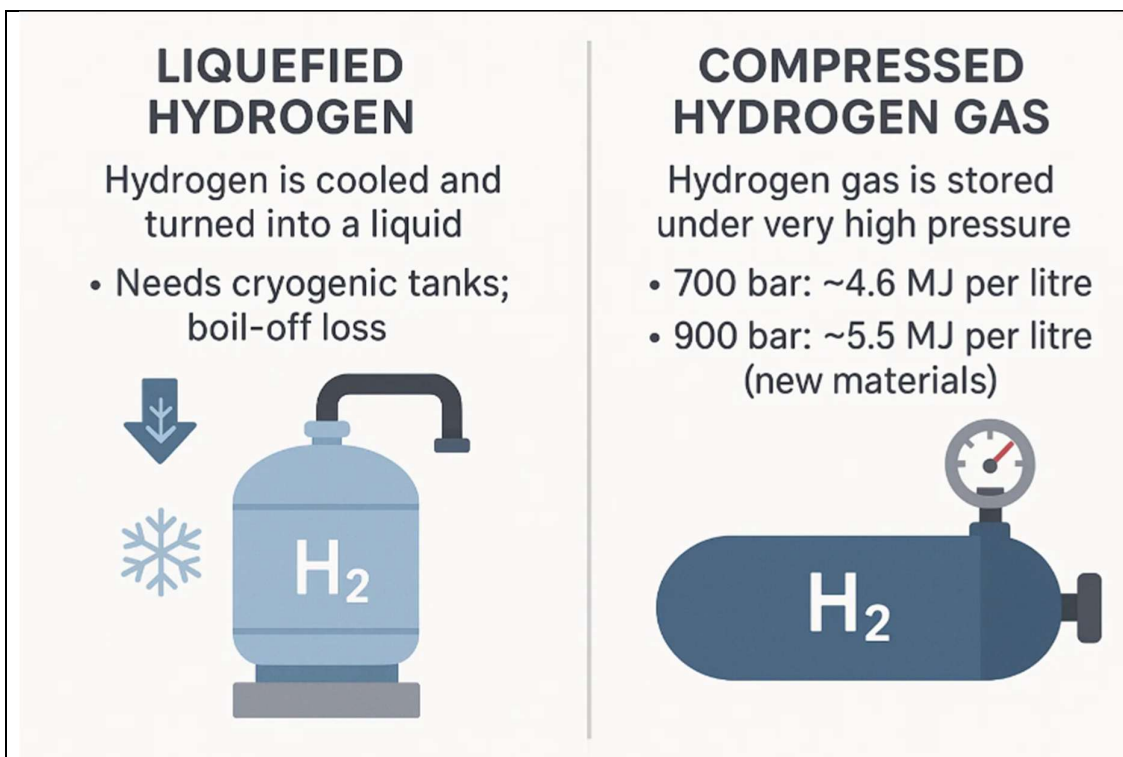 LIQUEFIED
HYDROGEN
Hydrogen is cooled and
turned into a liquid
• Needs cryogenic tanks;
boil-off loss
H₂
COMPRESSED
HYDROGEN GAS
Hydrogen gas is stored
under very high pressure
• 700 bar: ~4.6 MJ per litre
• 900 bar: ~5.5 MJ per litre
(new materials)
H₂